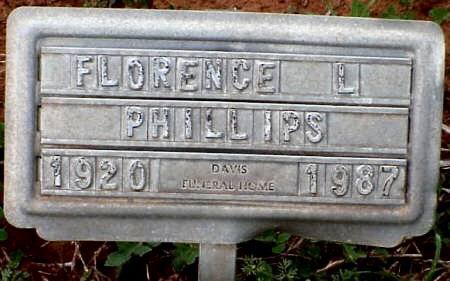 FLORENCE L
PHILLIPS
1920 DAVIS FUNERAL HOME 1987